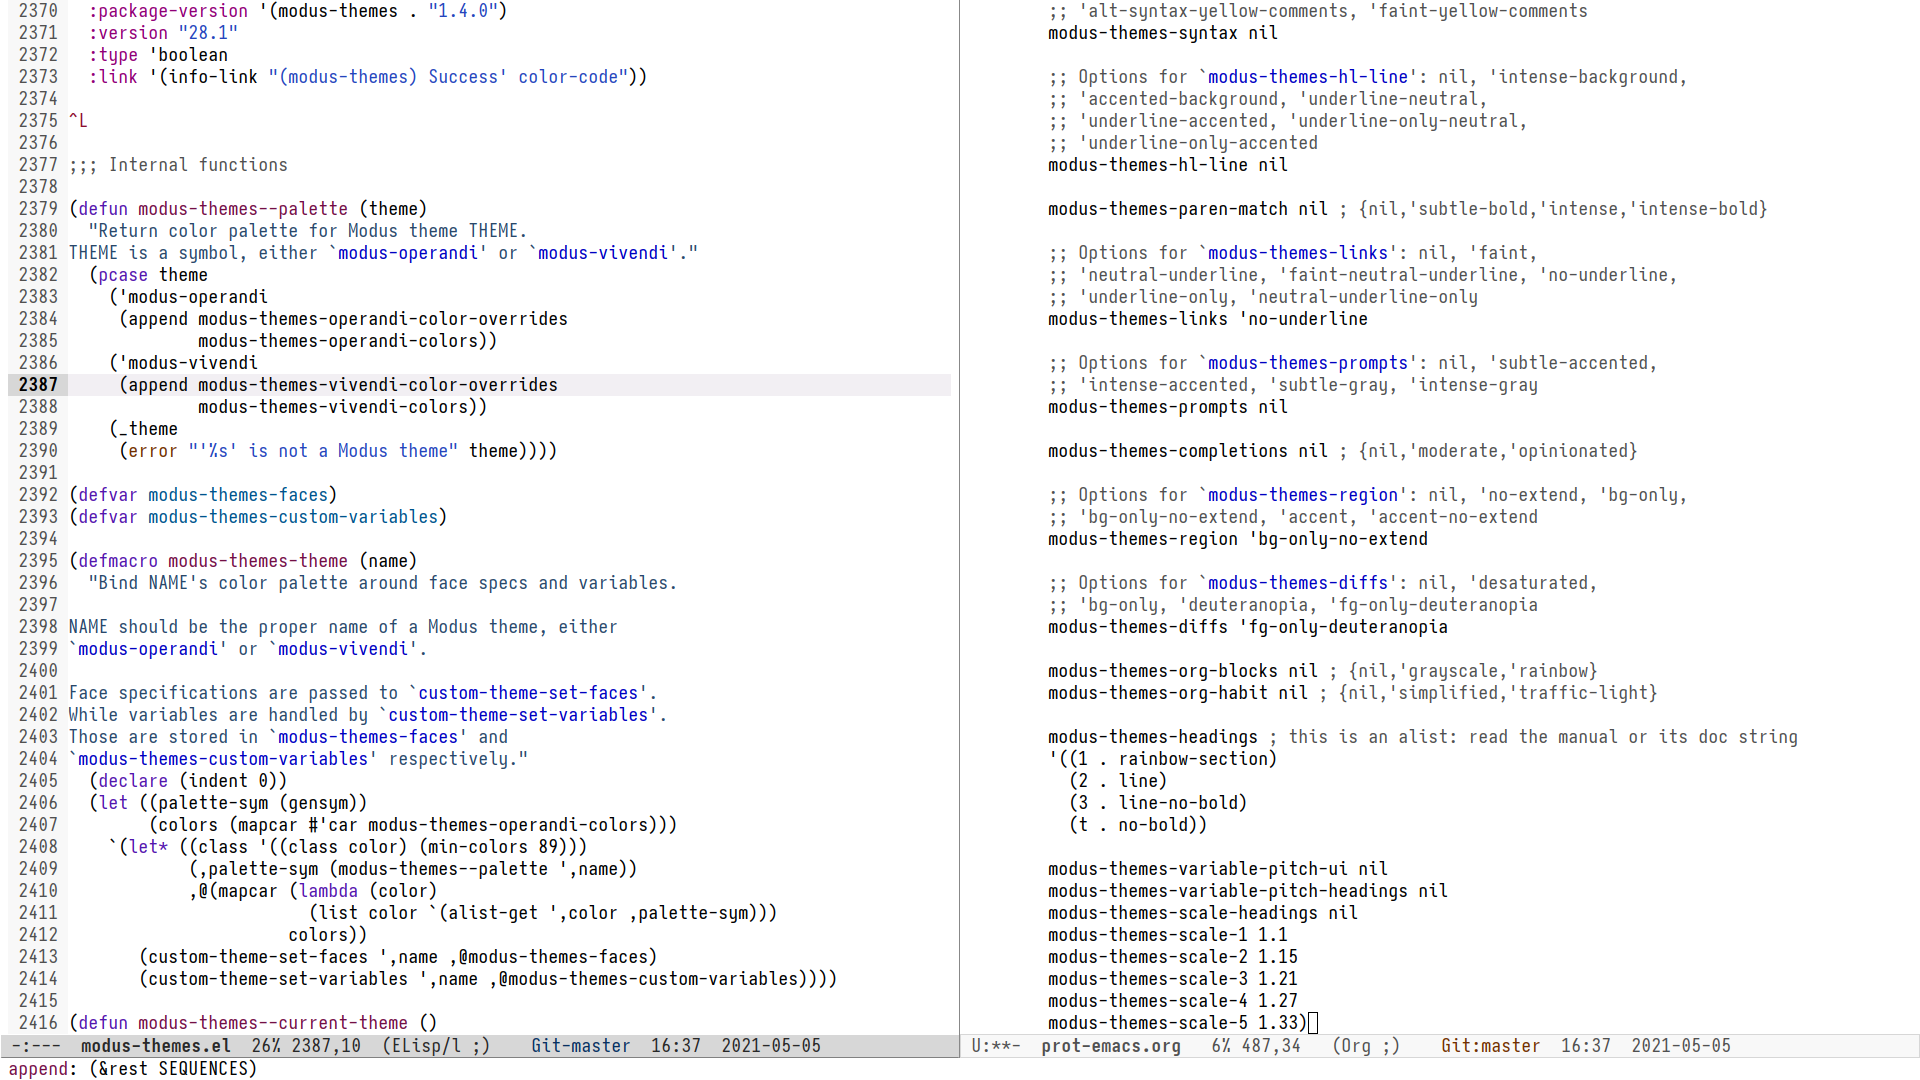 2370   :package-version '(modus-themes . "1.4.0")
2371   :version "28.1"
2372   :type 'boolean
2373   :link '(info-link "(modus-themes) Success' color-code"))
2374
2375 ^L
2376
2377 ;;; Internal functions
2378
2379 (defun modus-themes--palette (theme)
2380   "Return color palette for Modus theme THEME.
2381 THEME is a symbol, either `modus-operandi' or `modus-vivendi'."
2382   (pcase theme
2383     ('modus-operandi
2384      (append modus-themes-operandi-color-overrides
2385              modus-themes-operandi-colors))
2386     ('modus-vivendi
2387      (append modus-themes-vivendi-color-overrides
2388              modus-themes-vivendi-colors))
2389     (_theme
2390      (error "'%s' is not a Modus theme" theme))))
2391
2392 (defvar modus-themes-faces)
2393 (defvar modus-themes-custom-variables)
2394
2395 (defmacro modus-themes-theme (name)
2396   "Bind NAME's color palette around face specs and variables.
2397
2398 NAME should be the proper name of a Modus theme, either
2399 `modus-operandi' or `modus-vivendi'.
2400
2401 Face specifications are passed to `custom-theme-set-faces'.
2402 While variables are handled by `custom-theme-set-variables'.
2403 Those are stored in `modus-themes-faces' and
2404 `modus-themes-custom-variables' respectively."
2405   (declare (indent 0))
2406   (let ((palette-sym (gensym))
2407         (colors (mapcar #'car modus-themes-operandi-colors)))
2408     `(let* ((class '((class color) (min-colors 89)))
2409             (,palette-sym (modus-themes--palette ',name))
2410             ,@(mapcar (lambda (color)
2411                         (list color `(alist-get ',color ,palette-sym)))
2412                       colors))
2413        (custom-theme-set-faces ',name ,@modus-themes-faces)
2414        (custom-theme-set-variables ',name ,@modus-themes-custom-variables))))
2415
2416 (defun modus-themes--current-theme ()
-:---  modus-themes.el  26% 2387,10  (ELisp/l ;)    Git-master  16:37  2021-05-05
;; 'alt-syntax-yellow-comments, 'faint-yellow-comments
modus-themes-syntax nil
;; Options for `modus-themes-hl-line': nil, 'intense-background,
;; 'accented-background, 'underline-neutral,
;; 'underline-accented, 'underline-only-neutral,
;; 'underline-only-accented
modus-themes-hl-line nil
modus-themes-paren-match nil ; {nil,'subtle-bold,'intense,'intense-bold}
;; Options for `modus-themes-links': nil, 'faint,
;; 'neutral-underline, 'faint-neutral-underline, 'no-underline,
;; 'underline-only, 'neutral-underline-only
modus-themes-links 'no-underline
;; Options for `modus-themes-prompts': nil, 'subtle-accented,
;; 'intense-accented, 'subtle-gray, 'intense-gray
modus-themes-prompts nil
modus-themes-completions nil ; {nil,'moderate,'opinionated}
;; Options for `modus-themes-region': nil, 'no-extend, 'bg-only,
;; 'bg-only-no-extend, 'accent, 'accent-no-extend
modus-themes-region 'bg-only-no-extend
;; Options for `modus-themes-diffs': nil, 'desaturated,
;; 'bg-only, 'deuteranopia, 'fg-only-deuteranopia
modus-themes-diffs 'fg-only-deuteranopia
modus-themes-org-blocks nil ; {nil,'grayscale,'rainbow}
modus-themes-org-habit nil ; {nil,'simplified,'traffic-light}
modus-themes-headings ; this is an alist: read the manual or its doc string
'((1 . rainbow-section)
  (2 . line)
  (3 . line-no-bold)
  (t . no-bold))
modus-themes-variable-pitch-ui nil
modus-themes-variable-pitch-headings nil
modus-themes-scale-headings nil
modus-themes-scale-1 1.1
modus-themes-scale-2 1.15
modus-themes-scale-3 1.21
modus-themes-scale-4 1.27
modus-themes-scale-5 1.33)
U:**-  prot-emacs.org   6% 487,34   (Org ;)    Git:master  16:37  2021-05-05
append: (&rest SEQUENCES)